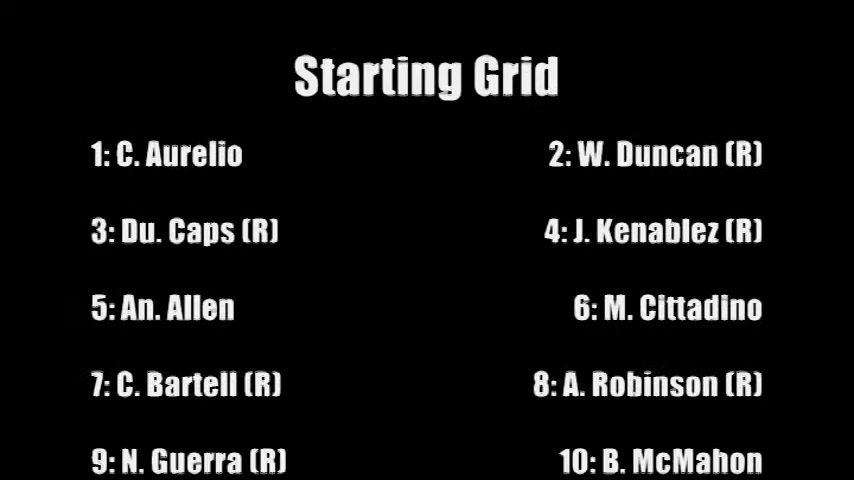 Starting Grid
1: C. Aurelio
2: W. Duncan (R)
3: Du. Caps (R)
4: J. Kenablez (R)
5: An. Allen
6: M. Cittadino
7: C. Bartell (R)
8: A. Robinson (R)
9: N. Guerra (R)
10: B. McMahon